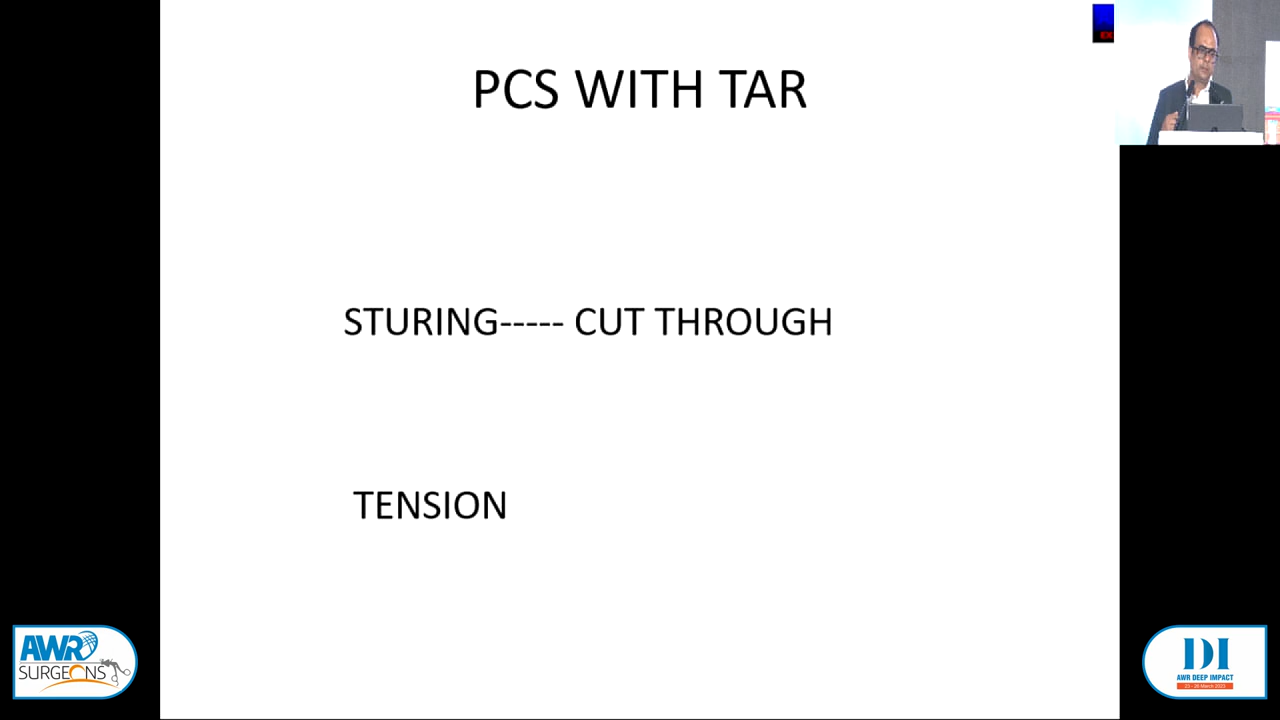 PCS WITH TAR
STURING----- CUT THROUGH
TENSION
AWR
SURGEONS
DI
AWR DEEP IMPACT